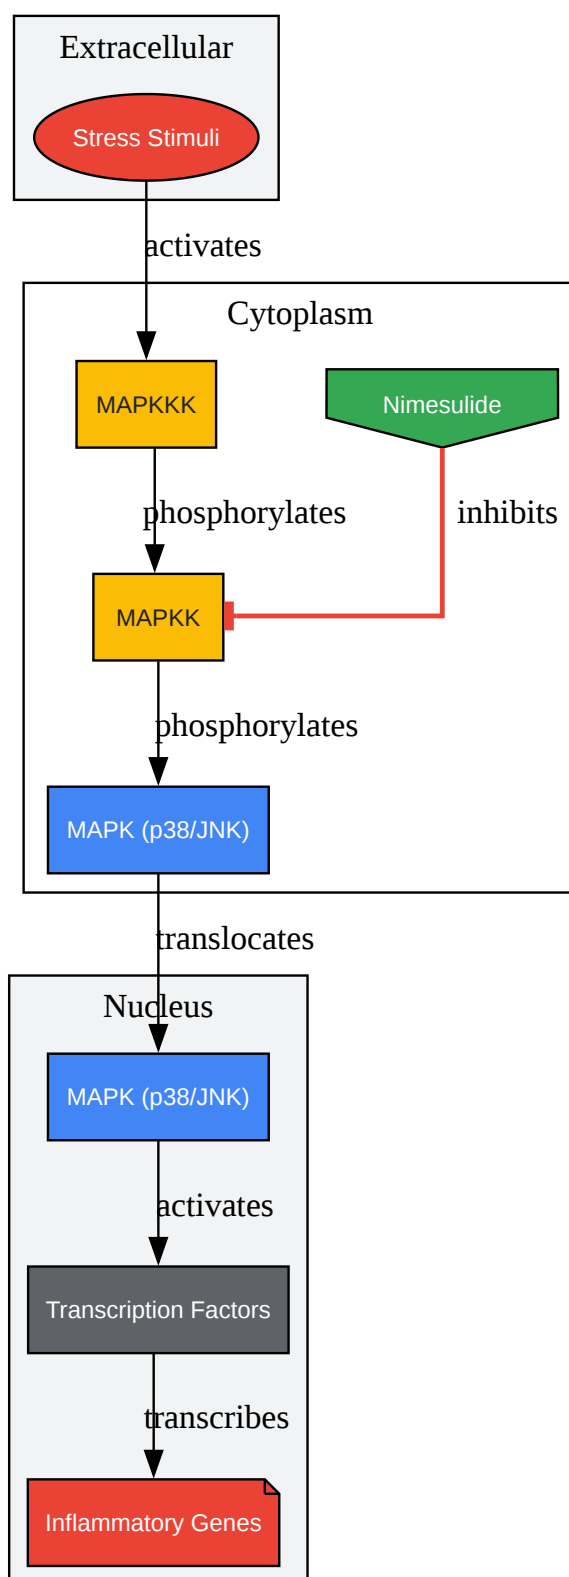 Extracellular
Stress Stimuli
activates
Cytoplasm
MAPKKK
Nimesulide
phosphorylates
inhibits
MAPKK
phosphorylates
MAPK (p38/JNK)
translocates
Nucleus
MAPK (p38/JNK)
activates
Transcription Factors
transcribes
Inflammatory Genes